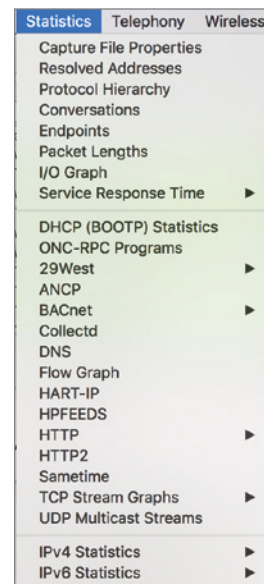 Statistics Telephony Wireless
Capture File Properties
Resolved Addresses
Protocol Hierarchy
Conversations
Endpoints
Packet Lengths
I/O Graph
Service Response Time
DHCP (BOOTP) Statistics
ONC-RPC Programs
29West
ANCP
BACnet
Collectd
DNS
Flow Graph
HART-IP
HPFEEDS
HTTP
HTTP2
Sametime
TCP Stream Graphs
UDP Multicast Streams
IPv4 Statistics
IPv6 Statistics